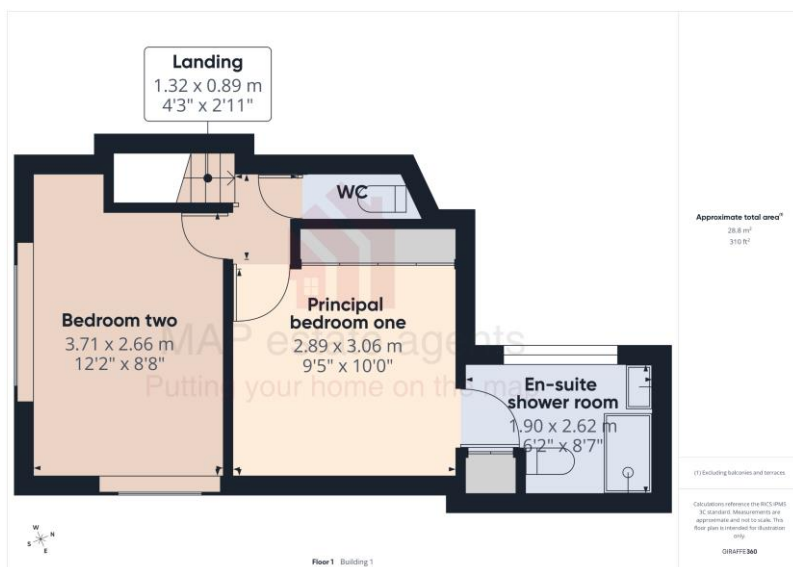 Landing
1.32 x 0.89 m
4'3" x 2'11"
WC
Bedroom two
3.71 x 2.66 m
12'2" x 8'8"
Principal
bedroom one
2.89 x 3.06 m
9'5" x 10'0"
En-suite
shower room
1.90 x 2.62 m
6'2" x 8'7"
MAP estate agents
Putting your home on the map
W
N
S
E
Floor 1 Building 1
Approximate total area(1)
28.8 m²
310 ft²
(1) Excluding balconies and terraces
Calculations reference the RICS IPMS
3C standard. Measurements are
approximate and not to scale. This
floor plan is intended for illustration
only.
GIRAFFE360